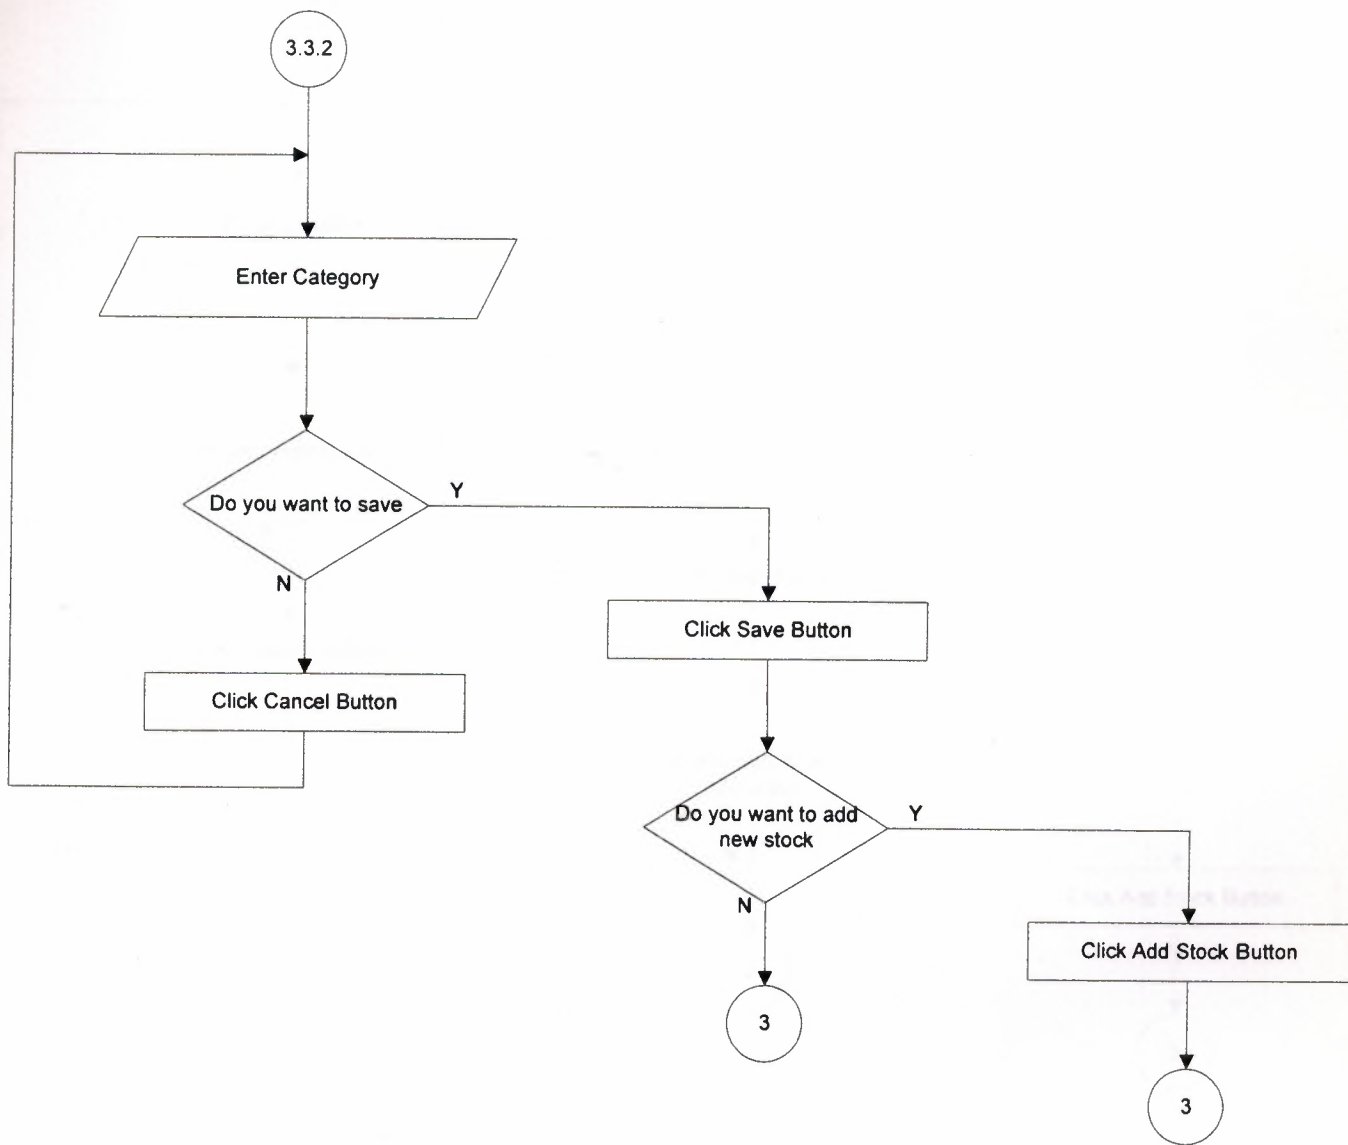 3.3.2
Enter Category
Do you want to save
Y
N
Click Save Button
Click Cancel Button
Do you want to add
new stock
Y
N
Click Add Stock Button
3
3